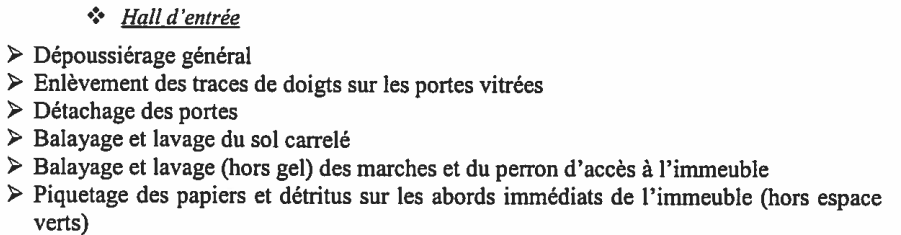 ❖ Hall d'entrée
➢ Dépoussiérage général
➢ Enlèvement des traces de doigts sur les portes vitrées
➢ Détachage des portes
➢ Balayage et lavage du sol carrelé
➢ Balayage et lavage (hors gel) des marches et du perron d'accès à l'immeuble
➢ Piquetage des papiers et détritus sur les abords immédiats de l'immeuble (hors espace
verts)